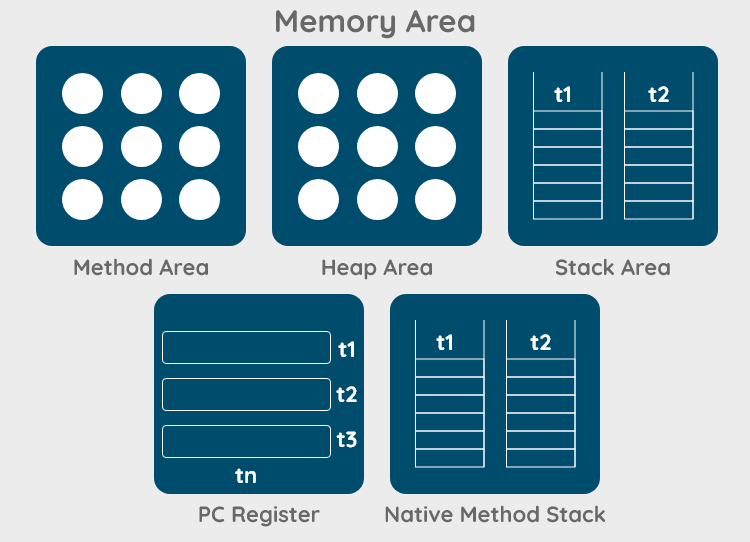 Memory Area
t1
t2
Method Area
Heap Area
Stack Area
t1
t2
t3
tn
t1
t2
PC Register
Native Method Stack